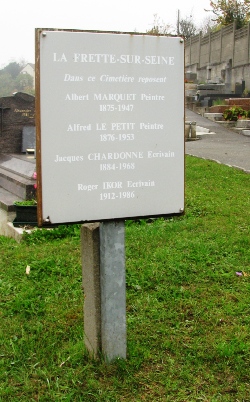 LA FRETTE-SUR-SEINE
Dans ce Cimetière reposent
Albert MARQUET Peintre
1875-1947
Alfred LE PETIT Peintre
1876-1953
Jacques CHARDONNE Ecrivain
1884-1968
Roger IKOR Ecrivain
1912-1986